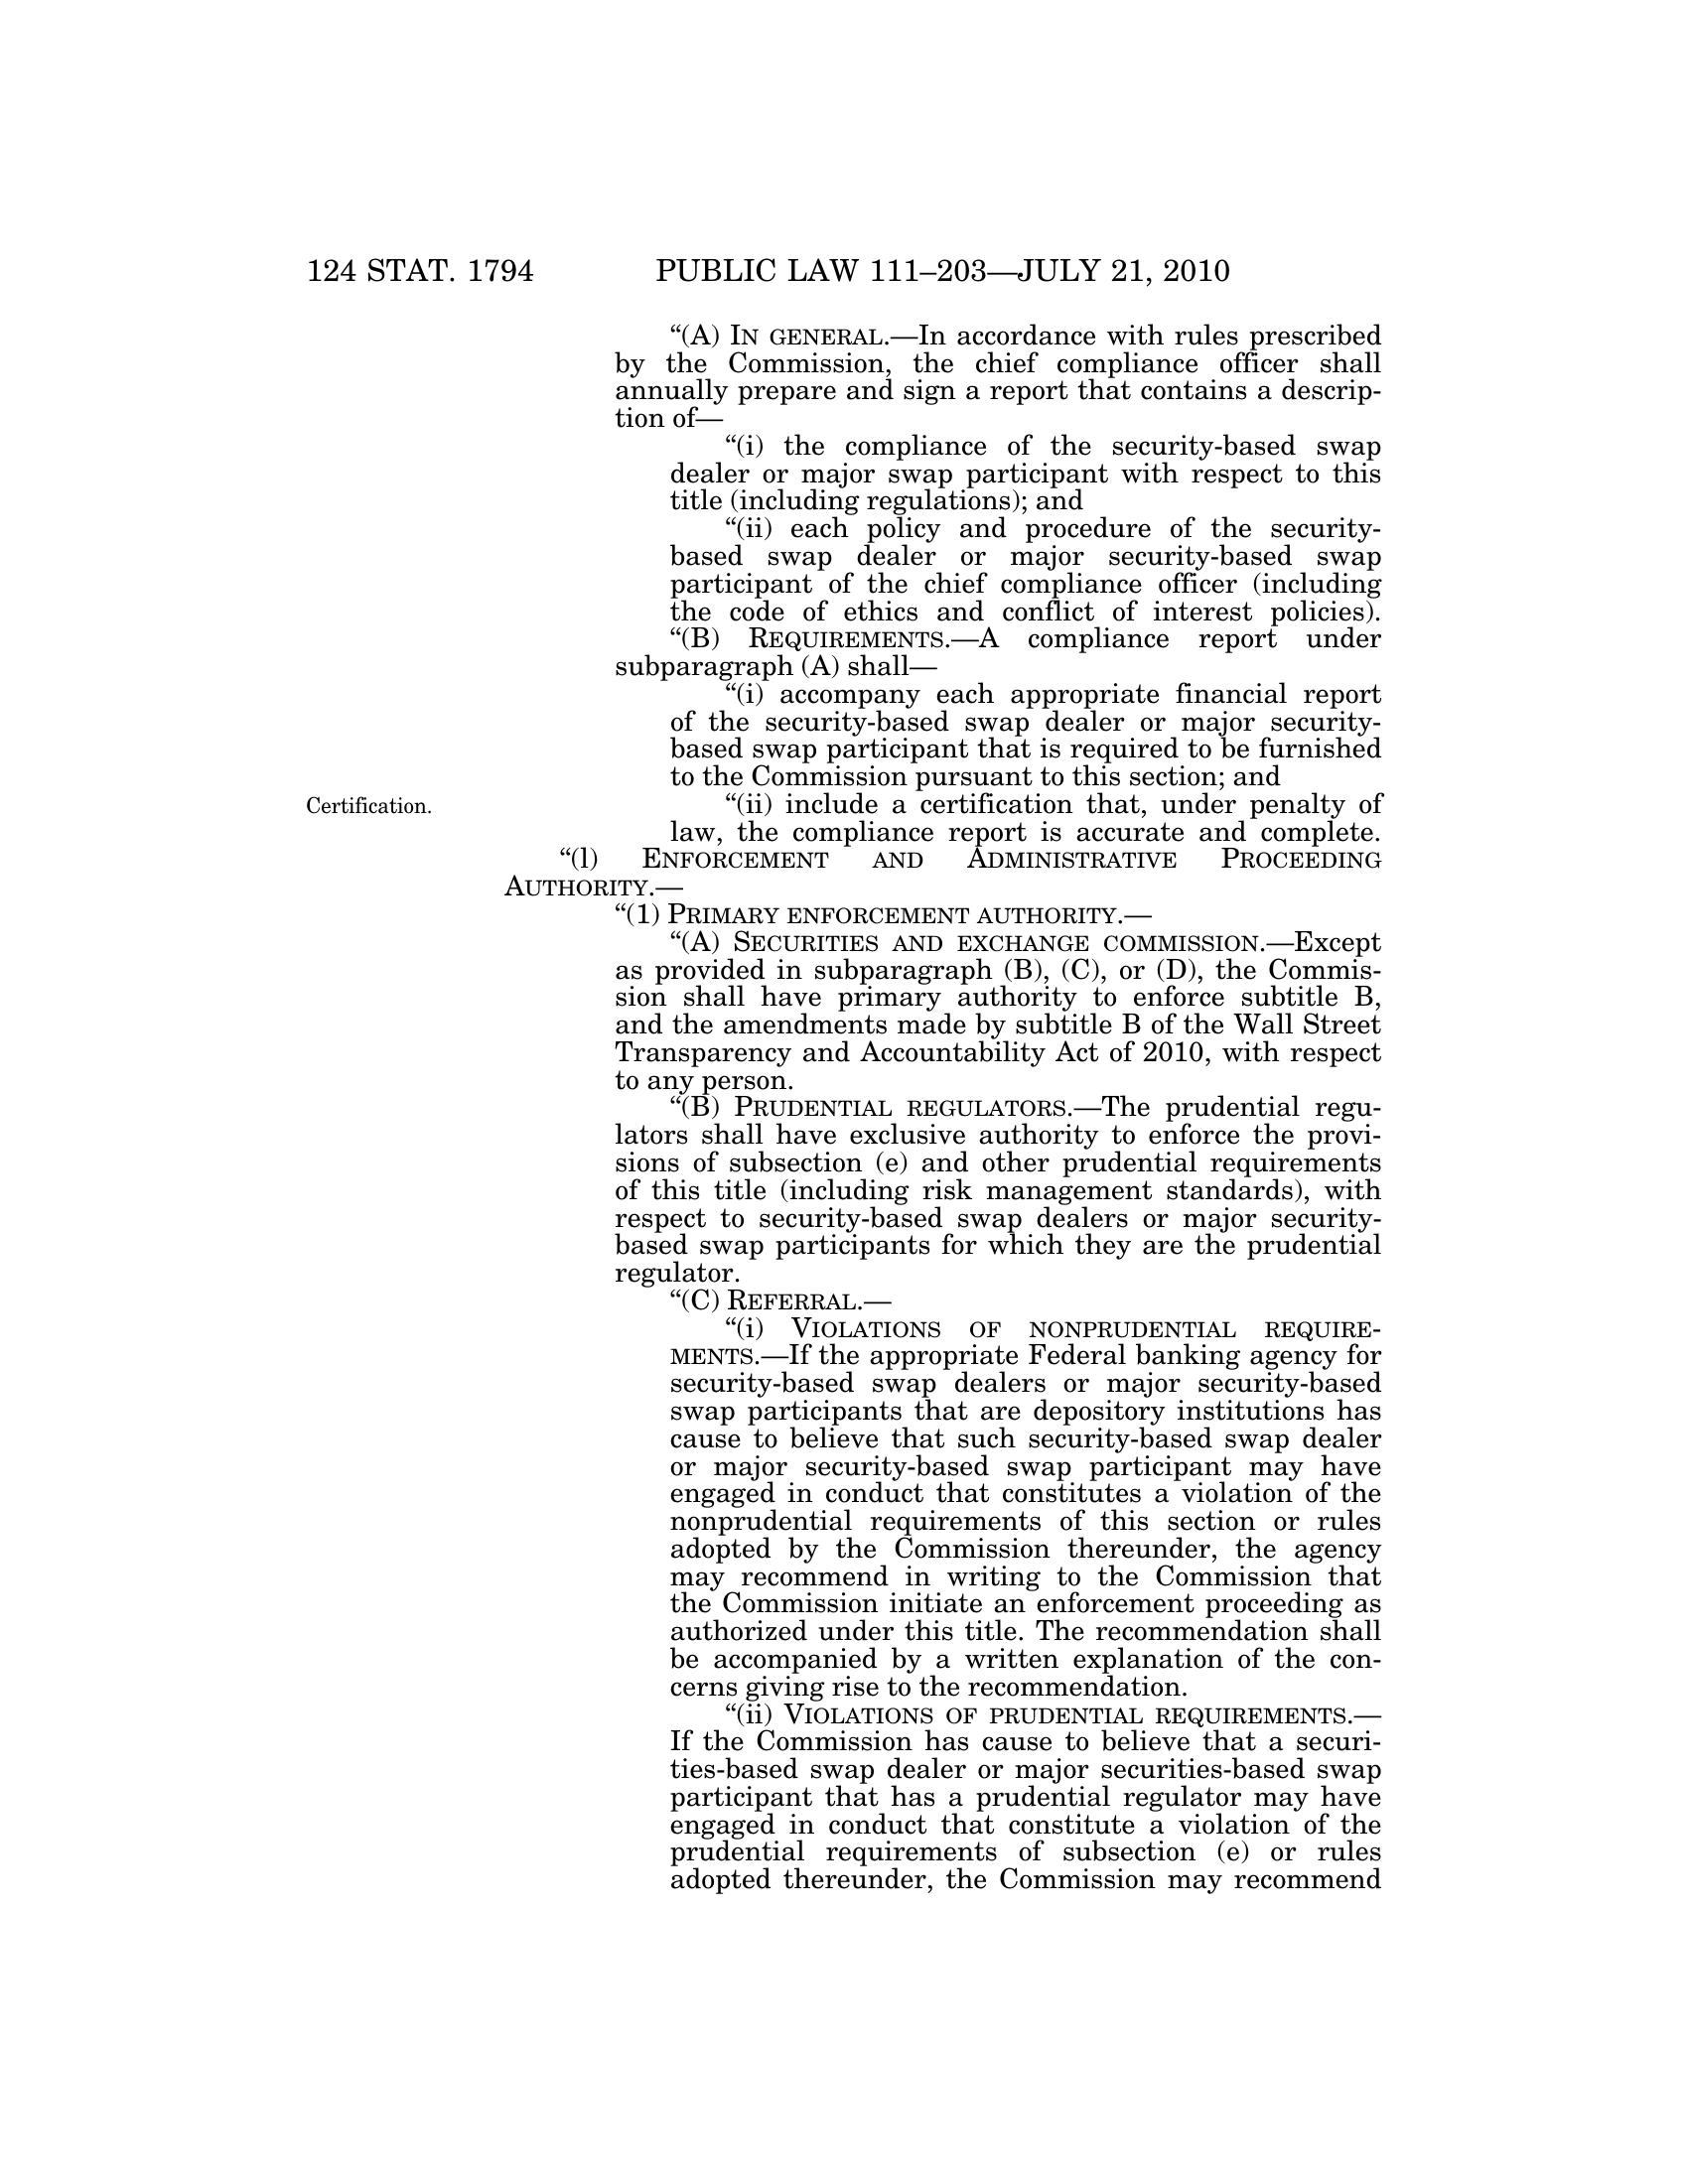 124 STAT. 1794 PUBLIC LAW 111–203—JULY 21, 2010
“(A) IN GENERAL.—In accordance with rules prescribed
by the Commission, the chief compliance officer shall
annually prepare and sign a report that contains a descrip-
tion of—
“(i) the compliance of the security-based swap
dealer or major swap participant with respect to this
title (including regulations); and
“(ii) each policy and procedure of the security-
based swap dealer or major security-based swap
participant of the chief compliance officer (including
the code of ethics and conflict of interest policies).
“(B) REQUIREMENTS.—A compliance report under
subparagraph (A) shall—
“(i) accompany each appropriate financial report
of the security-based swap dealer or major security-
based swap participant that is required to be furnished
to the Commission pursuant to this section; and
Certification.
“(ii) include a certification that, under penalty of
law, the compliance report is accurate and complete.
“(l) ENFORCEMENT AND ADMINISTRATIVE PROCEEDING
AUTHORITY.—
“(1) PRIMARY ENFORCEMENT AUTHORITY.—
“(A) SECURITIES AND EXCHANGE COMMISSION.—Except
as provided in subparagraph (B), (C), or (D), the Commis-
sion shall have primary authority to enforce subtitle B,
and the amendments made by subtitle B of the Wall Street
Transparency and Accountability Act of 2010, with respect
to any person.
“(B) PRUDENTIAL REGULATORS.—The prudential regu-
lators shall have exclusive authority to enforce the provi-
sions of subsection (e) and other prudential requirements
of this title (including risk management standards), with
respect to security-based swap dealers or major security-
based swap participants for which they are the prudential
regulator.
“(C) REFERRAL.—
“(i) VIOLATIONS OF NONPRUDENTIAL REQUIRE-
MENTS.—If the appropriate Federal banking agency for
security-based swap dealers or major security-based
swap participants that are depository institutions has
cause to believe that such security-based swap dealer
or major security-based swap participant may have
engaged in conduct that constitutes a violation of the
nonprudential requirements of this section or rules
adopted by the Commission thereunder, the agency
may recommend in writing to the Commission that
the Commission initiate an enforcement proceeding as
authorized under this title. The recommendation shall
be accompanied by a written explanation of the con-
cerns giving rise to the recommendation.
“(ii) VIOLATIONS OF PRUDENTIAL REQUIREMENTS.—
If the Commission has cause to believe that a securi-
ties-based swap dealer or major securities-based swap
participant that has a prudential regulator may have
engaged in conduct that constitute a violation of the
prudential requirements of subsection (e) or rules
adopted thereunder, the Commission may recommend